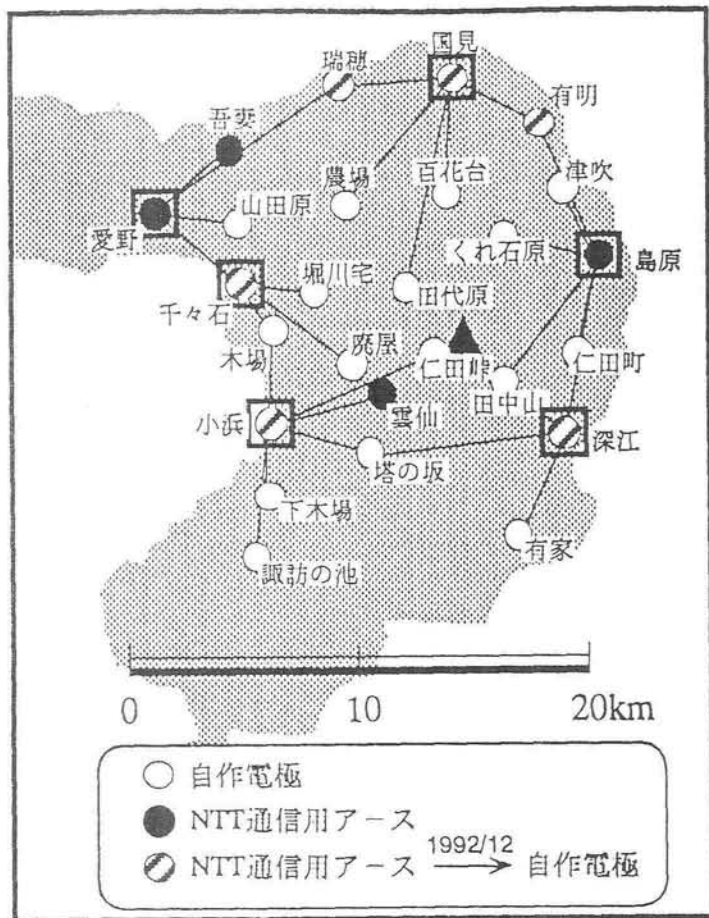 国見
瑞穂
有明
吾妻
農場
百花台
津吹
山田原
愛野
くれ石原
島原
堀川宅
田代原
千々石
木場
廃屋
仁田峠
仁田町
田中山
雲仙
小浜
深江
塔の坂
下木場
有家
諏訪の池
0 10 20km
自作電極
NTT通信用アース
NTT通信用アース 1992/12 自作電極